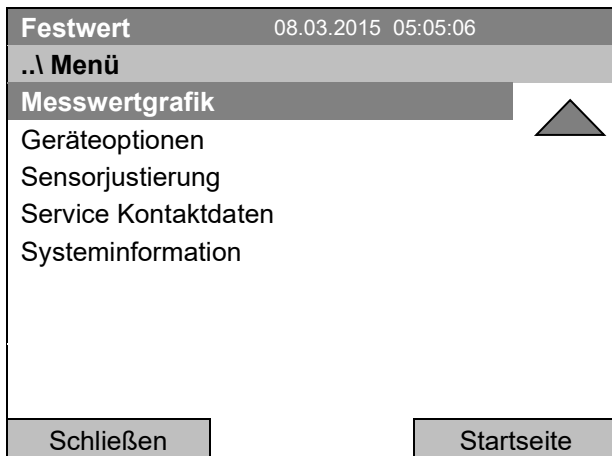 Festwert 08.03.2015 05:05:06
..\ Menü
Messwertgrafik
Geräteoptionen
Sensorjustierung
Service Kontaktdaten
Systeminformation
Schließen Startseite